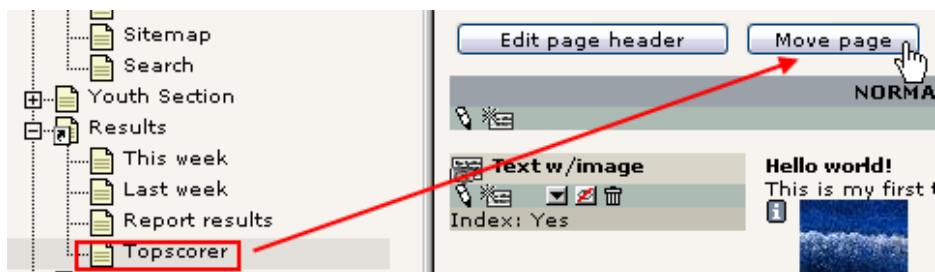 Sitemap
Search
Youth Section
Results
This week
Last week
Report results
Topscorer
Edit page header
Move page
NORMA
Text w/image
Index: Yes
Hello world!
This is my first t